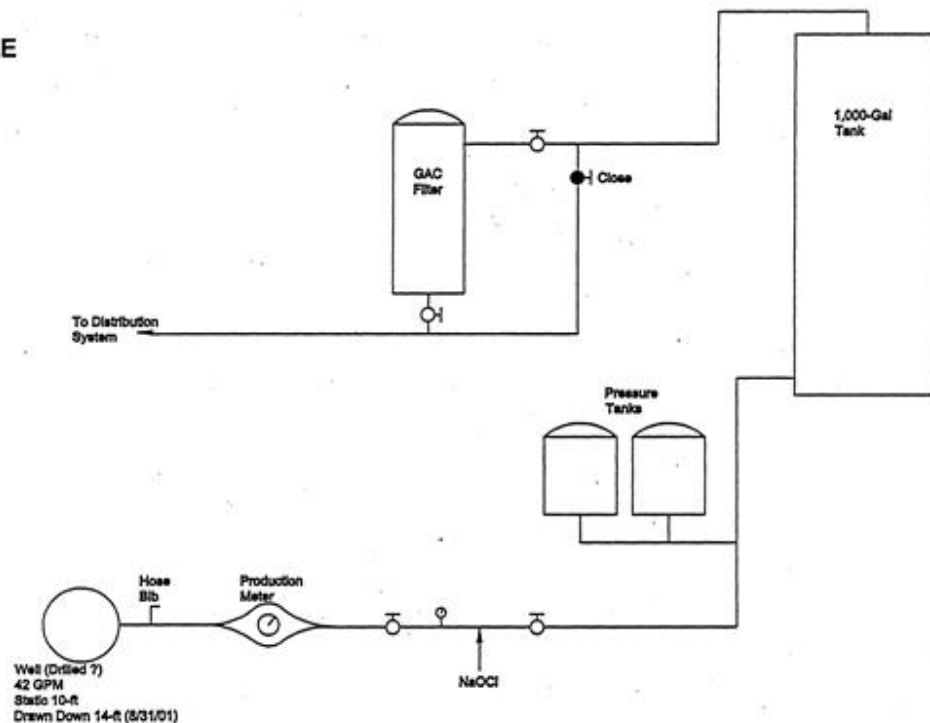 E
1,000-Gal
Tank
GAC
Filter
Close
To Distribution
System
Pressure
Tanks
Hose
Bib
Production
Meter
NaOCl
Well (Drilled ?)
42 GPM
Static 10-ft
Drawn Down 14-ft (8/31/01)